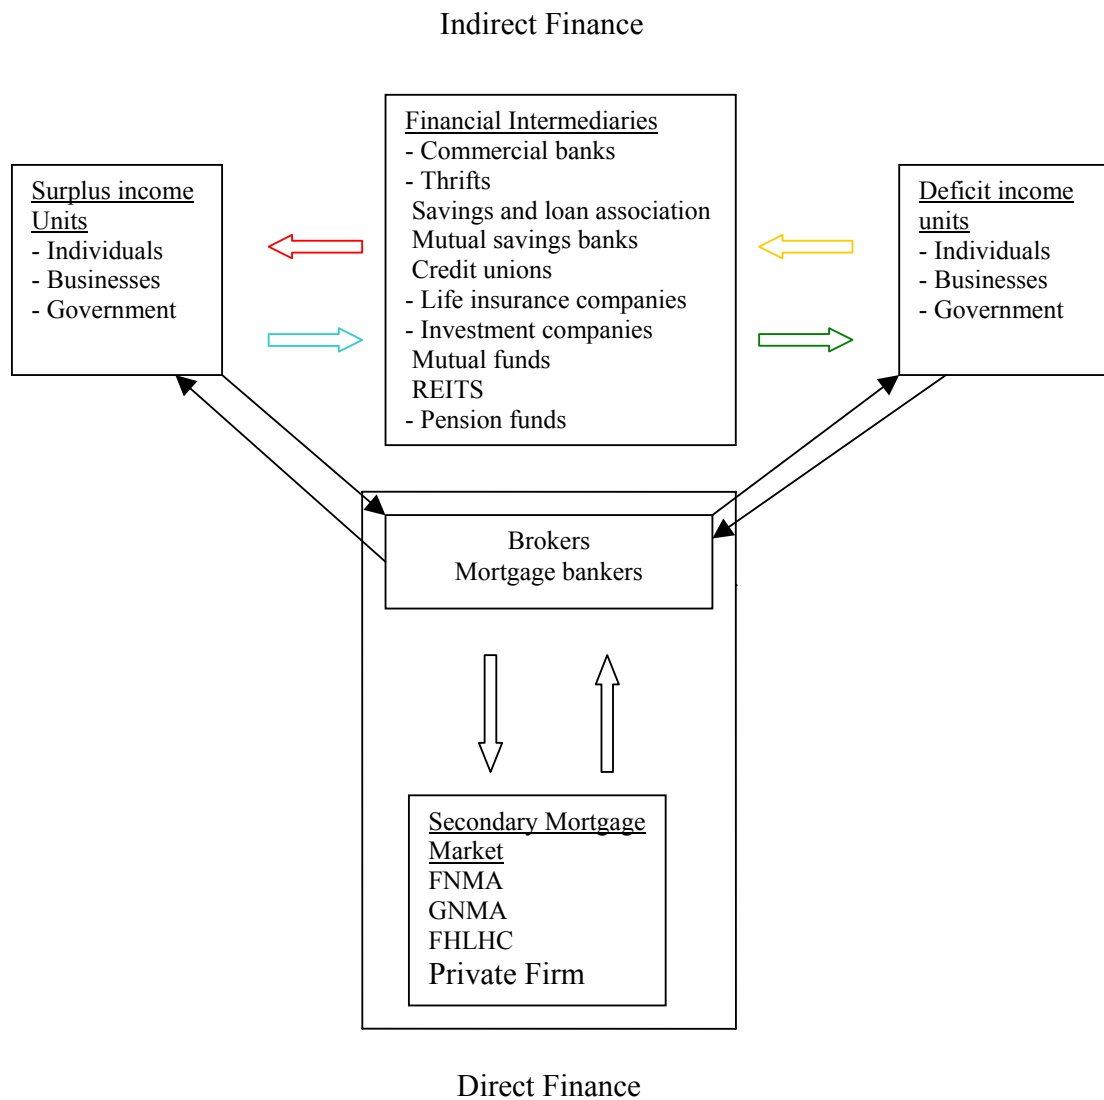 Indirect Finance
Surplus income
Units
- Individuals
- Businesses
- Government
Financial Intermediaries
- Commercial banks
- Thrifts
Savings and loan association
Mutual savings banks
Credit unions
- Life insurance companies
- Investment companies
Mutual funds
REITS
- Pension funds
Deficit income
units
- Individuals
- Businesses
- Government
Brokers
Mortgage bankers
Secondary Mortgage
Market
FNMA
GNMA
FHLHC
Private Firm
Direct Finance